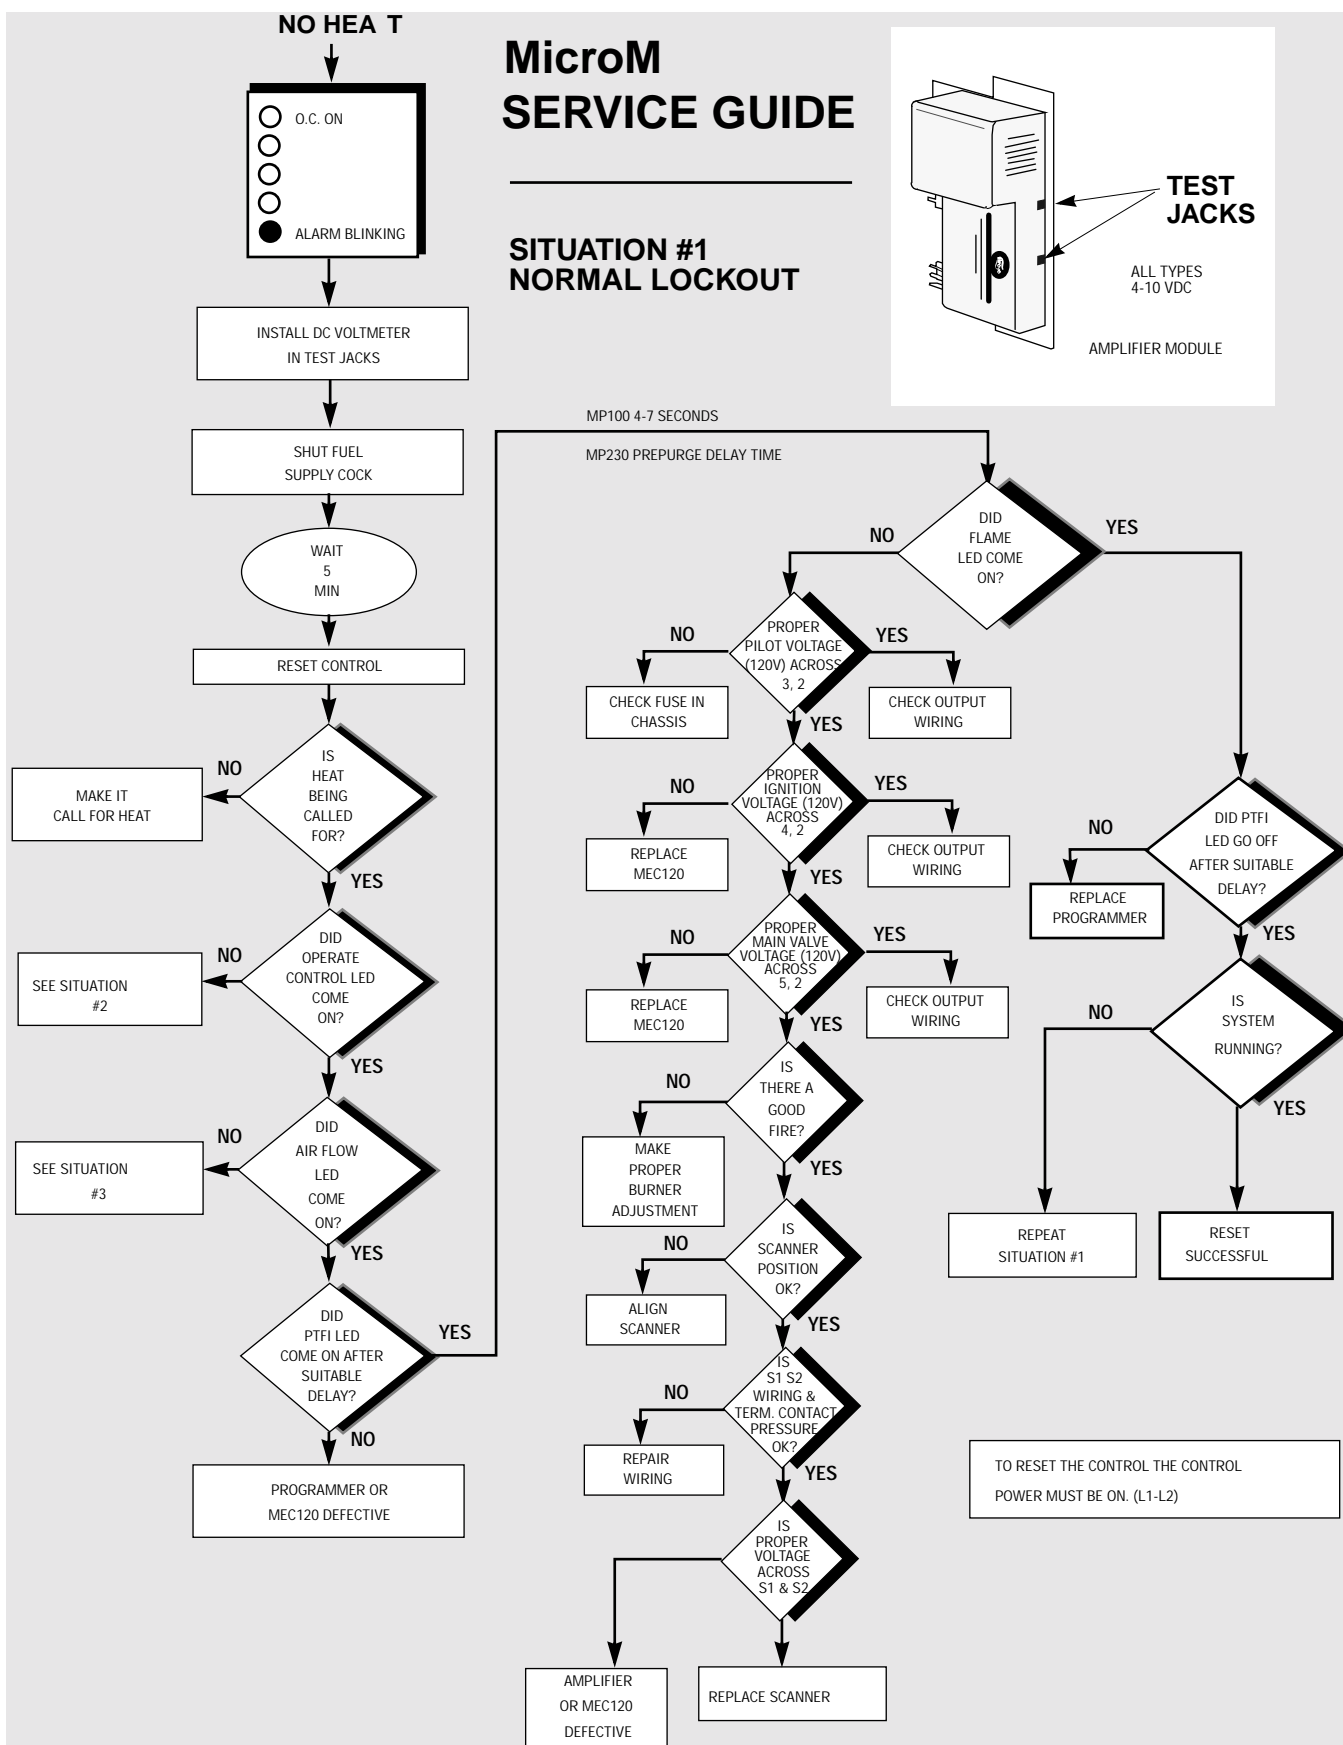 NO HEA T
O.C. ON
ALARM BLINKING
MicroM
SERVICE GUIDE
SITUATION #1
NORMAL LOCKOUT
TEST
JACKS
ALL TYPES
4-10 VDC
AMPLIFIER MODULE
INSTALL DC VOLTMETER
IN TEST JACKS
SHUT FUEL
SUPPLY COCK
WAIT
5
MIN
RESET CONTROL
IS
HEAT
BEING
CALLED
FOR?
NO
MAKE IT
CALL FOR HEAT
YES
DID
OPERATE
CONTROL LED
COME
ON?
NO
SEE SITUATION
#2
YES
DID
AIR FLOW
LED
COME
ON?
NO
SEE SITUATION
#3
YES
DID
PTFI LED
COME ON AFTER
SUITABLE
DELAY?
YES
NO
PROGRAMMER OR
MEC120 DEFECTIVE
MP100 4-7 SECONDS
MP230 PREPURGE DELAY TIME
DID
FLAME
LED COME
ON?
NO
YES
PROPER
PILOT VOLTAGE
(120V) ACROSS
3, 2
NO
YES
CHECK FUSE IN
CHASSIS
CHECK OUTPUT
WIRING
YES
PROPER
IGNITION
VOLTAGE (120V)
ACROSS
4, 2
NO
YES
REPLACE
MEC120
CHECK OUTPUT
WIRING
YES
PROPER
MAIN VALVE
VOLTAGE (120V)
ACROSS
5, 2
NO
YES
REPLACE
MEC120
CHECK OUTPUT
WIRING
YES
IS
THERE A
GOOD
FIRE?
NO
MAKE
PROPER
BURNER
ADJUSTMENT
YES
IS
SCANNER
POSITION
OK?
NO
ALIGN
SCANNER
YES
IS
S1 S2
WIRING &
TERM. CONTACT
PRESSURE
OK?
NO
REPAIR
WIRING
YES
IS
PROPER
VOLTAGE
ACROSS
S1 & S2
AMPLIFIER
OR MEC120
DEFECTIVE
REPLACE SCANNER
DID PTFI
LED GO OFF
AFTER SUITABLE
DELAY?
NO
REPLACE
PROGRAMMER
YES
IS
SYSTEM
RUNNING?
NO
YES
REPEAT
SITUATION #1
RESET
SUCCESSFUL
TO RESET THE CONTROL THE CONTROL
POWER MUST BE ON. (L1-L2)